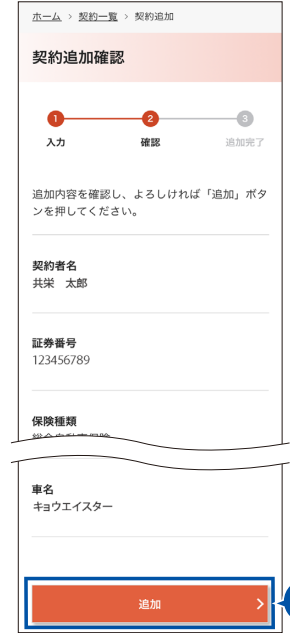 ホーム > 契約一覧 > 契約追加
契約追加確認
1 2 3
入力 確認 追加完了
追加内容を確認し、よろしければ「追加」ボタ
ンを押してください。
契約者名
共栄 太郎
証券番号
123456789
保険種類
車名
キョウエイスター
追加 >